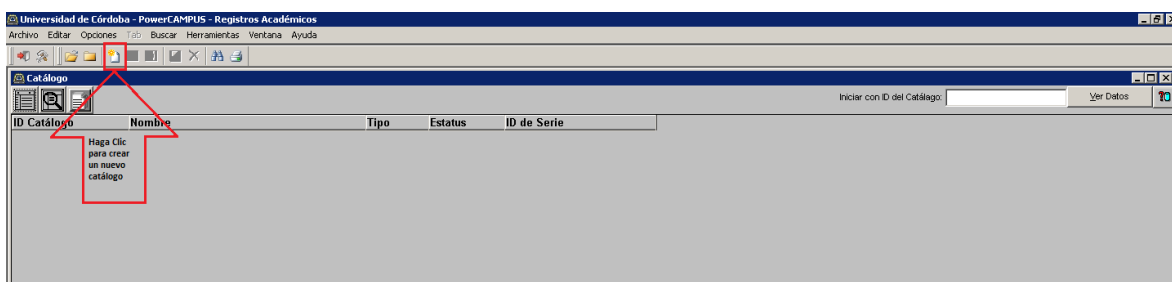 Universidad de Córdoba - PowerCAMPUS - Registros Académicos
Archivo Editar Opciones Tab Buscar Herramientas Ventana Ayuda
Catálogo
Iniciar con ID del Catálago: Ver Datos
ID Catálogo Nombre Tipo Estatus ID de Serie
Haga Clic
para crear
un nuevo
catálogo